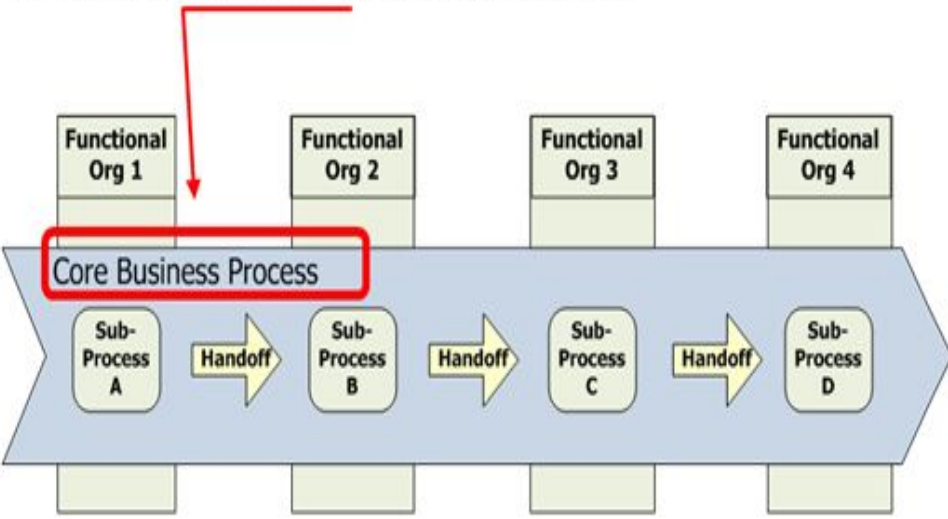 Functional
Org 1
Functional
Org 2
Functional
Org 3
Functional
Org 4
Core Business Process
Sub-
Process
A
Handoff
Sub-
Process
B
Handoff
Sub-
Process
C
Handoff
Sub-
Process
D